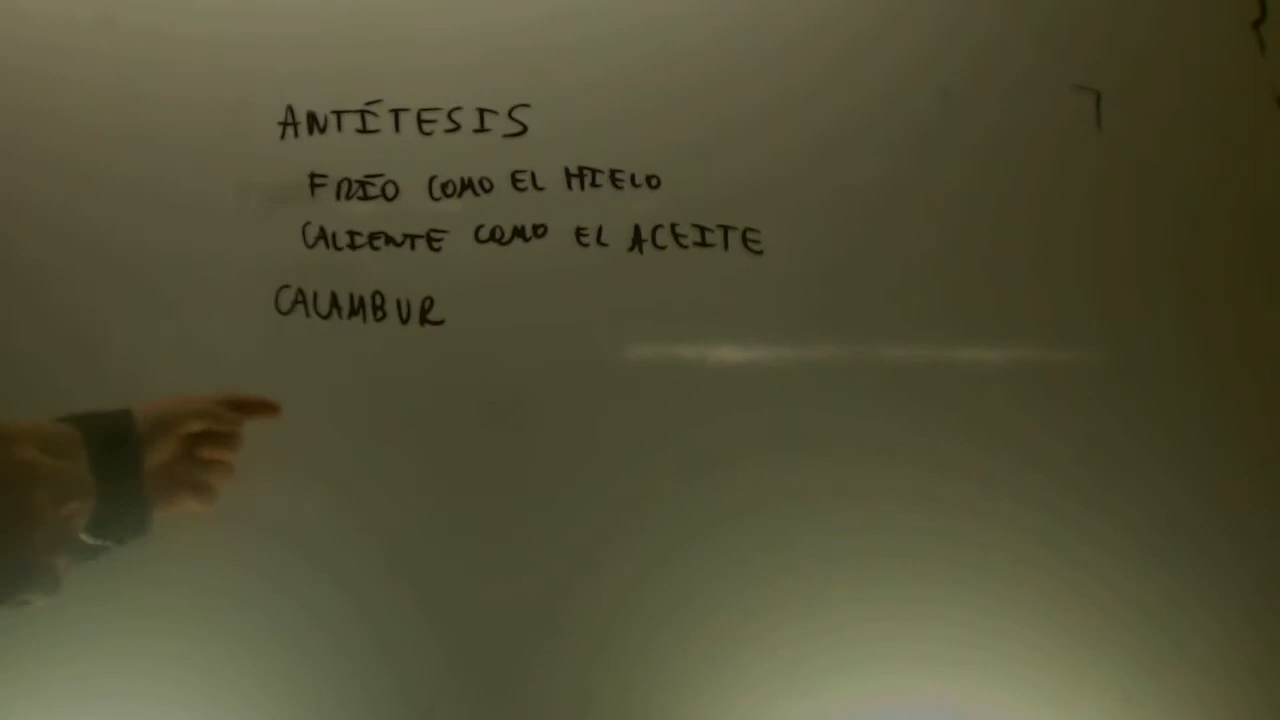 ANTÍTESIS
FRÍO COMO EL HIELO
CALIENTE COMO EL ACEITE
CALAMBUR